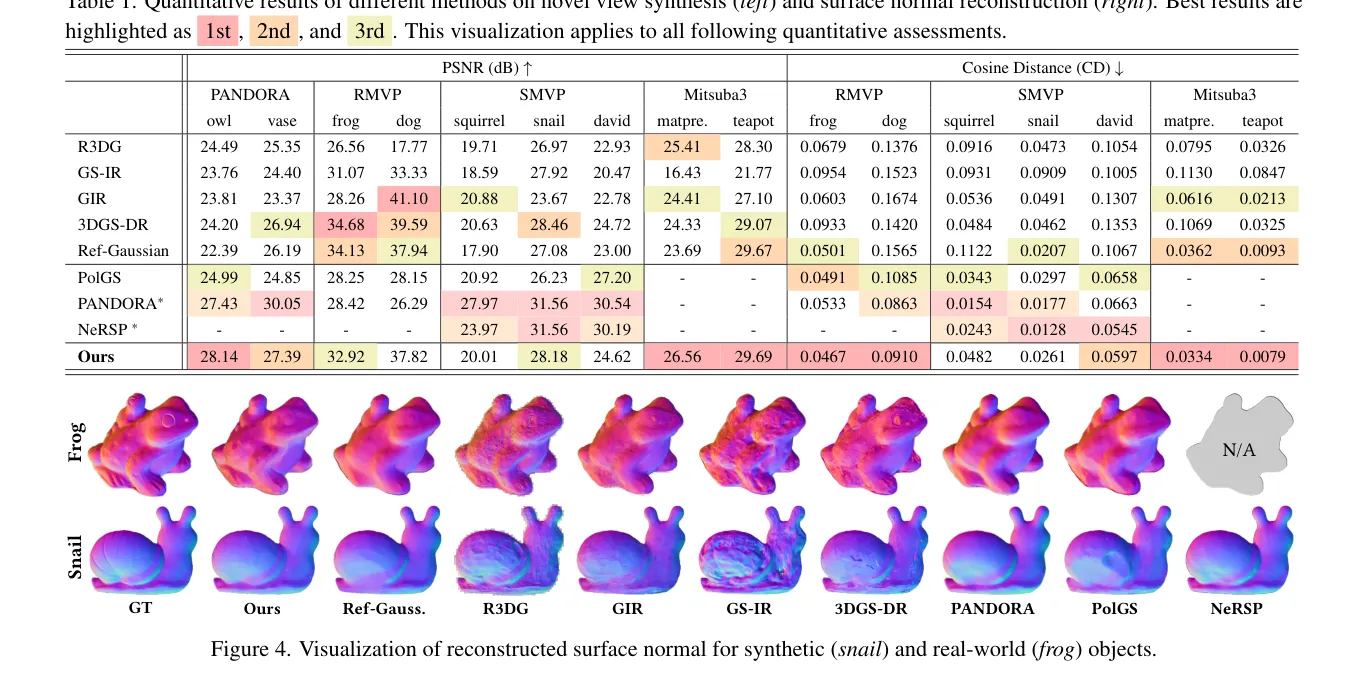 Table 1. Quantitative results of different methods on novel view synthesis (left) and surface normal reconstruction (right). Best results are
highlighted as 1st , 2nd , and 3rd . This visualization applies to all following quantitative assessments.
PSNR (dB) ↑ Cosine Distance (CD) ↓
PANDORA RMVP SMVP Mitsuba3 RMVP SMVP Mitsuba3
owl vase frog dog squirrel snail david matpre. teapot frog dog squirrel snail david matpre. teapot
R3DG 24.49 25.35 26.56 17.77 19.71 26.97 22.93 25.41 28.30 0.0679 0.1376 0.0916 0.0473 0.1054 0.0795 0.0326
GS-IR 23.76 24.40 31.07 33.33 18.59 27.92 20.47 16.43 21.77 0.0954 0.1523 0.0931 0.0909 0.1005 0.1130 0.0847
GIR 23.81 23.37 28.26 41.10 20.88 23.67 22.78 24.41 27.10 0.0603 0.1674 0.0536 0.0491 0.1307 0.0616 0.0213
3DGS-DR 24.20 26.94 34.68 39.59 20.63 28.46 24.72 24.33 29.07 0.0933 0.1420 0.0484 0.0462 0.1353 0.1069 0.0325
Ref-Gaussian 22.39 26.19 34.13 37.94 17.90 27.08 23.00 23.69 29.67 0.0501 0.1565 0.1122 0.0207 0.1067 0.0362 0.0093
PolGS 24.99 24.85 28.25 28.15 20.92 26.23 27.20 - - 0.0491 0.1085 0.0343 0.0297 0.0658 - -
PANDORA* 27.43 30.05 28.42 26.29 27.97 31.56 30.54 - - 0.0533 0.0863 0.0154 0.0177 0.0663 - -
NeRSP * - - - - 23.97 31.56 30.19 - - - - 0.0243 0.0128 0.0545 - -
Ours 28.14 27.39 32.92 37.82 20.01 28.18 24.62 26.56 29.69 0.0467 0.0910 0.0482 0.0261 0.0597 0.0334 0.0079
Frog
N/A
Snail
GT Ours Ref-Gauss. R3DG GIR GS-IR 3DGS-DR PANDORA PolGS NeRSP
Figure 4. Visualization of reconstructed surface normal for synthetic (snail) and real-world (frog) objects.